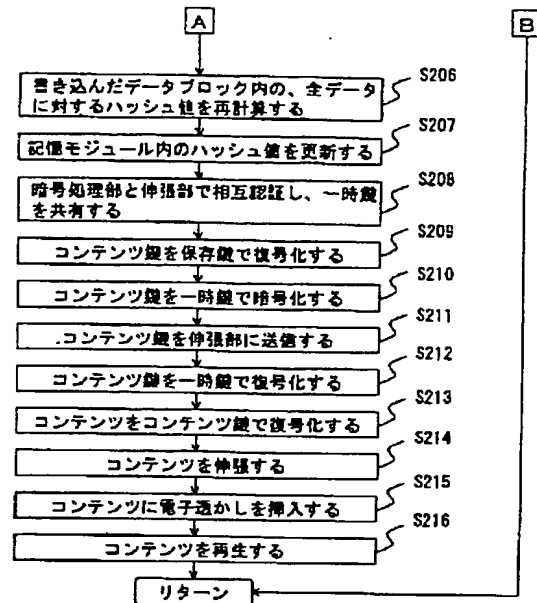 A
B
S206
書き込んだデータブロック内の、全データ
に対するハッシュ値を再計算する
S207
記憶モジュール内のハッシュ値を更新する
S208
暗号処理部と伸張部で相互認証し、一時鍵
を共有する
S209
コンテンツ鍵を保存鍵で復号化する
S210
コンテンツ鍵を一時鍵で暗号化する
S211
コンテンツ鍵を伸張部に送信する
S212
コンテンツ鍵を一時鍵で復号化する
S213
コンテンツをコンテンツ鍵で復号化する
S214
コンテンツを伸張する
S215
コンテンツに電子透かしを挿入する
S216
コンテンツを再生する
リターン